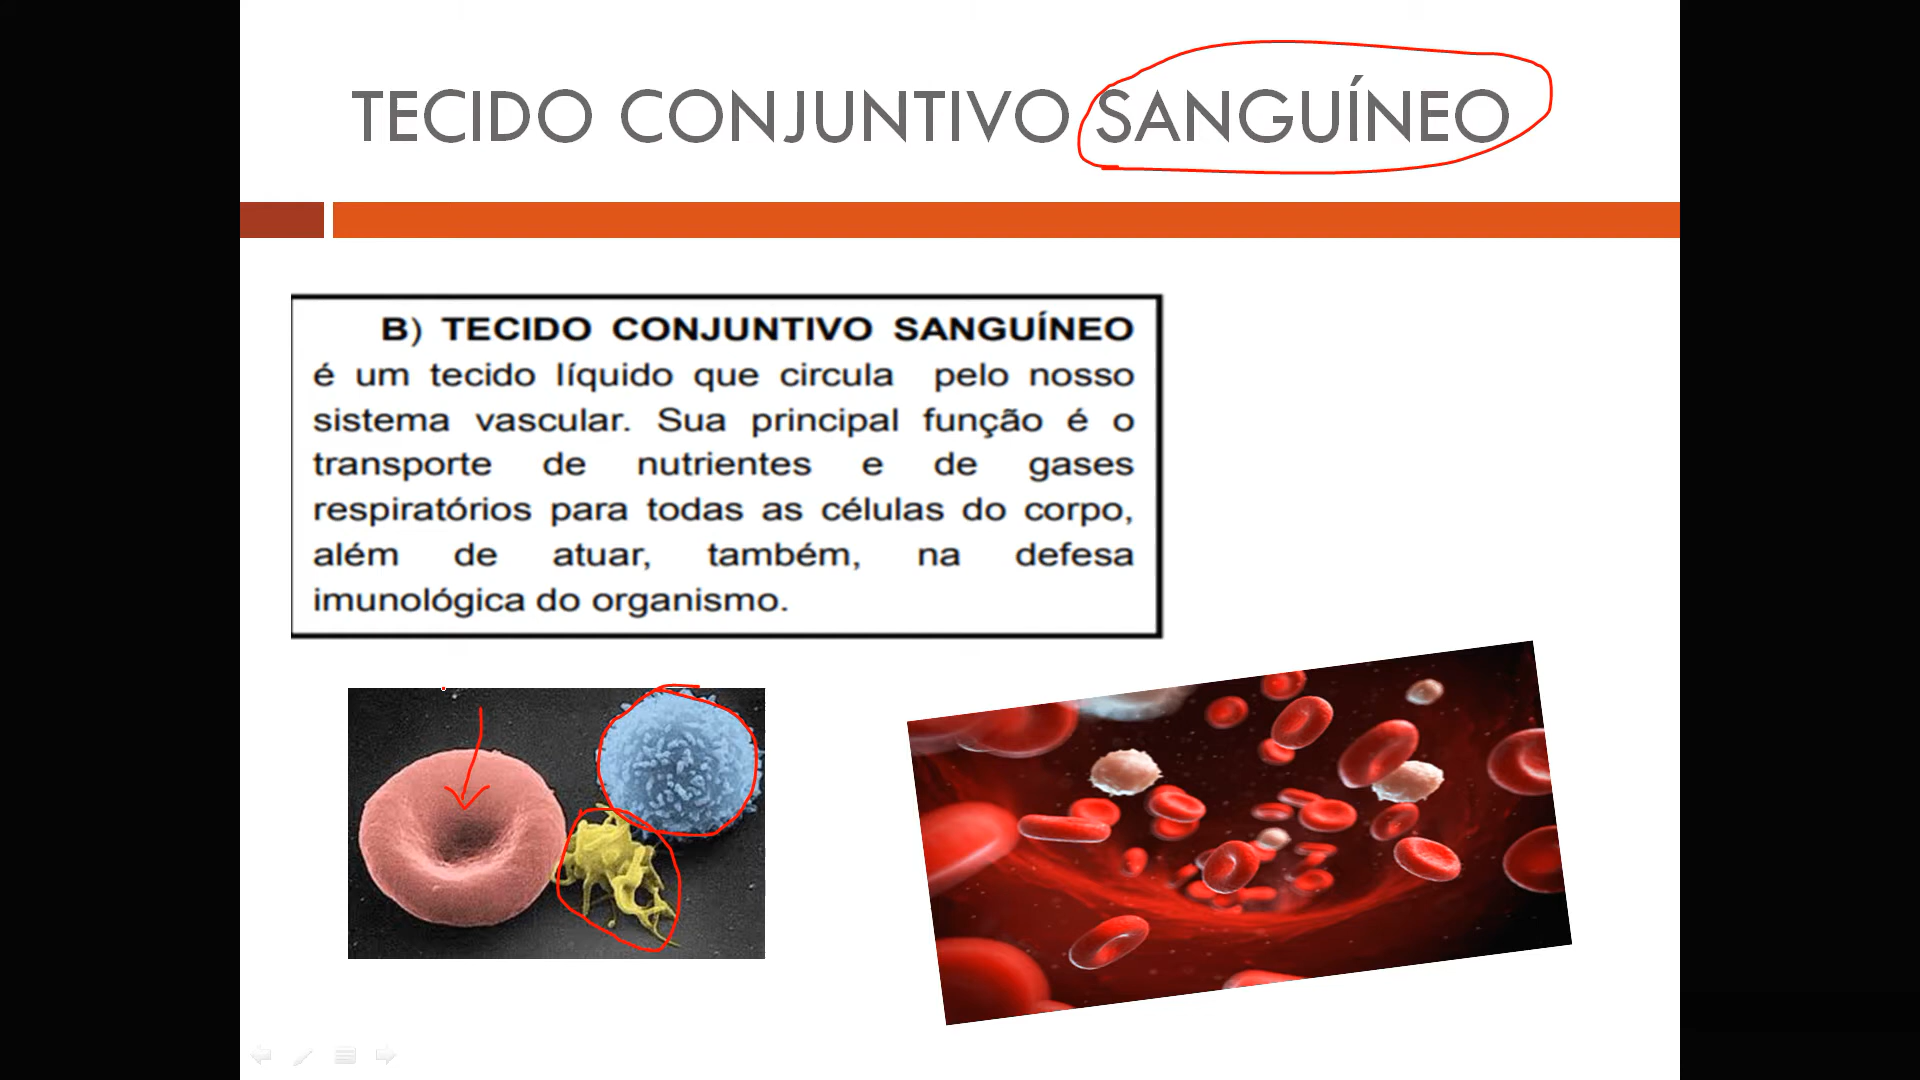 TECIDO CONJUNTIVO SANGUÍNEO
B) TECIDO CONJUNTIVO SANGUÍNEO
é um tecido líquido que circula pelo nosso
sistema vascular. Sua principal função é o
transporte de nutrientes e de gases
respiratórios para todas as células do corpo,
além de atuar, também, na defesa
imunológica do organismo.